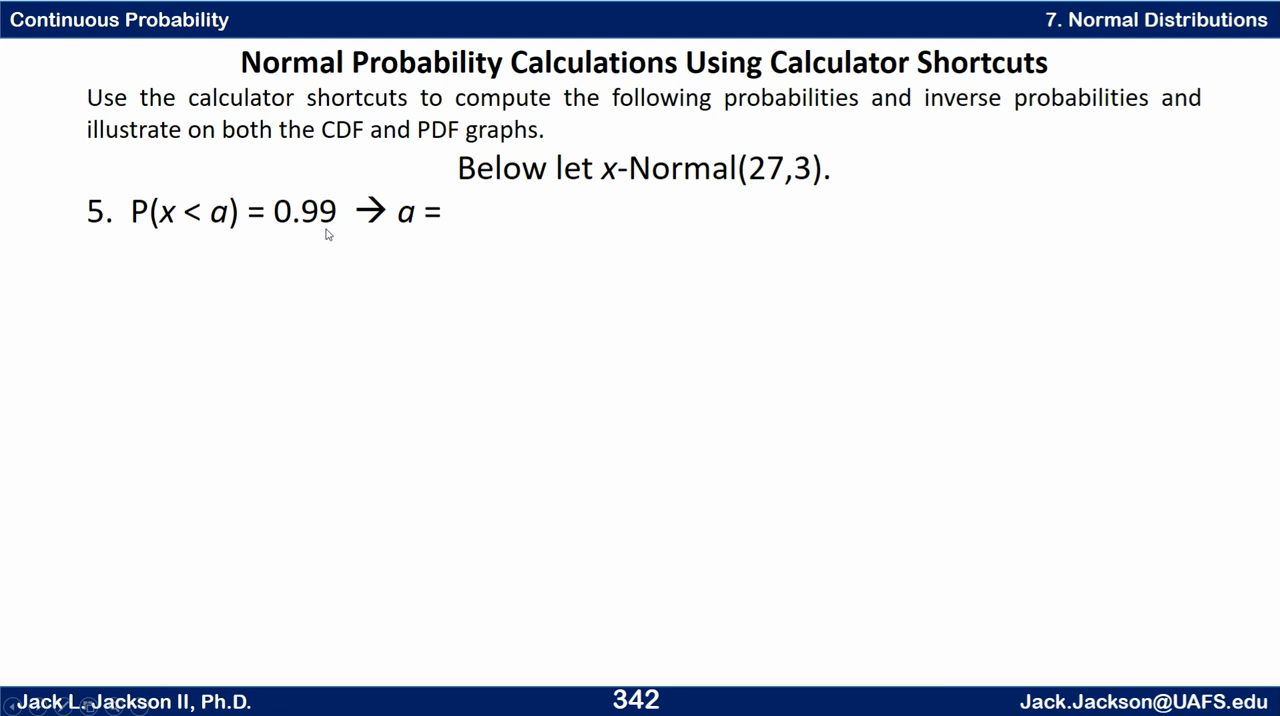 Continuous Probability
7. Normal Distributions
Normal Probability Calculations Using Calculator Shortcuts
Use the calculator shortcuts to compute the following probabilities and inverse probabilities and
illustrate on both the CDF and PDF graphs.
Below let x-Normal(27,3).
5. P(x < a) = 0.99 → a =
Jack L. Jackson II, Ph.D.
342
Jack.Jackson@UAFS.edu